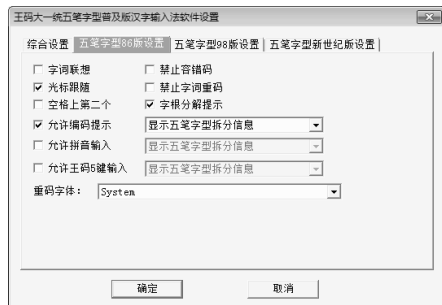 王码大一统五笔字型普及版汉字输入法软件设置
综合设置 五笔字型86版设置 五笔字型98版设置 五笔字型新世纪版设置
字词联想 禁止容错码
光标跟随 禁止字词重码
空格上第二个 字根分解提示
允许编码提示 显示五笔字型拆分信息
允许拼音输入 显示五笔字型拆分信息
允许王码5键输入 显示五笔字型拆分信息
重码字体： System
确定 取消